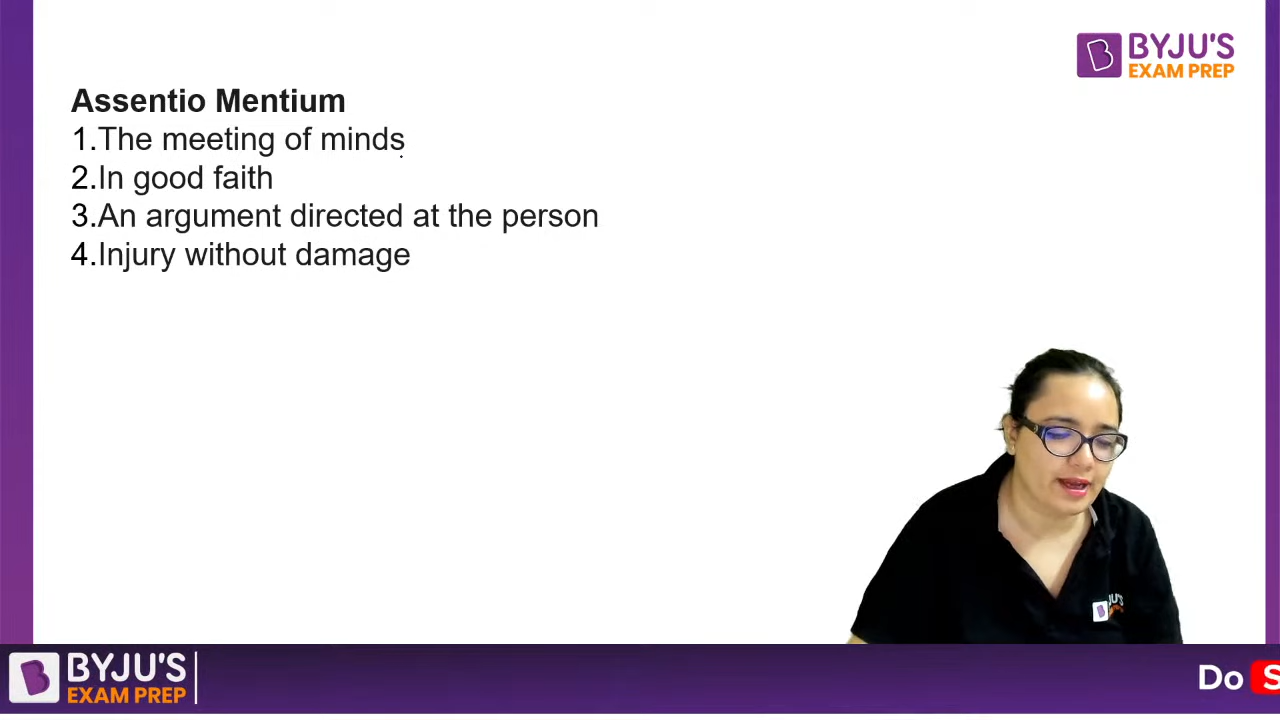 BYJU'S
EXAM PREP
Assentio Mentium
1.The meeting of minds
2.In good faith
3.An argument directed at the person
4.Injury without damage
BYJU'S
EXAM PREP
Do S